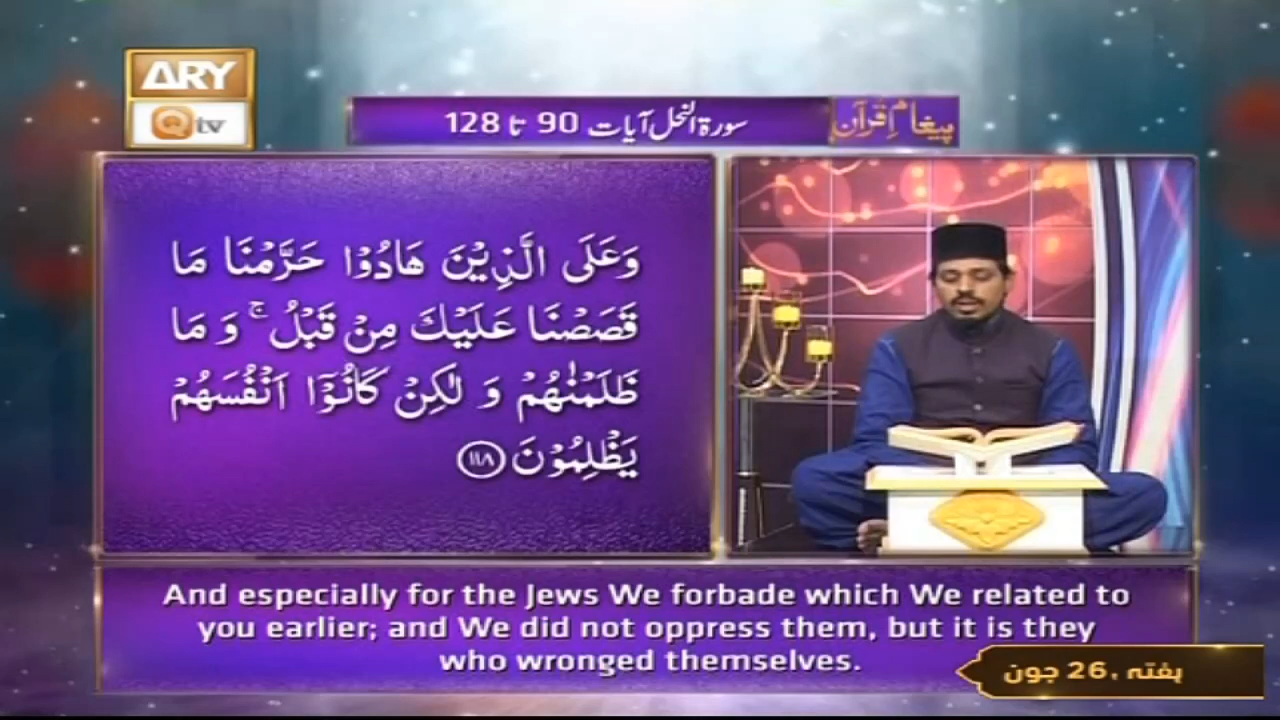 ARY
Qtv
پیغامِ قرآن
سورۃ النحل آیات 90 تا 128
وَعَلَى الَّذِيْنَ هَادُوْا حَرَّمْنَا مَا
قَصَصْنَا عَلَيْكَ مِنْ قَبْلُ ۚ وَ مَا
ظَلَمْنٰهُمْ وَ لٰكِنْ كَانُوْۤا اَنْفُسَهُمْ
يَظْلِمُوْنَ ﴿۱۱۸﴾
And especially for the Jews We forbade which We related to
you earlier; and We did not oppress them, but it is they
who wronged themselves.
ہفتہ ,26 جون